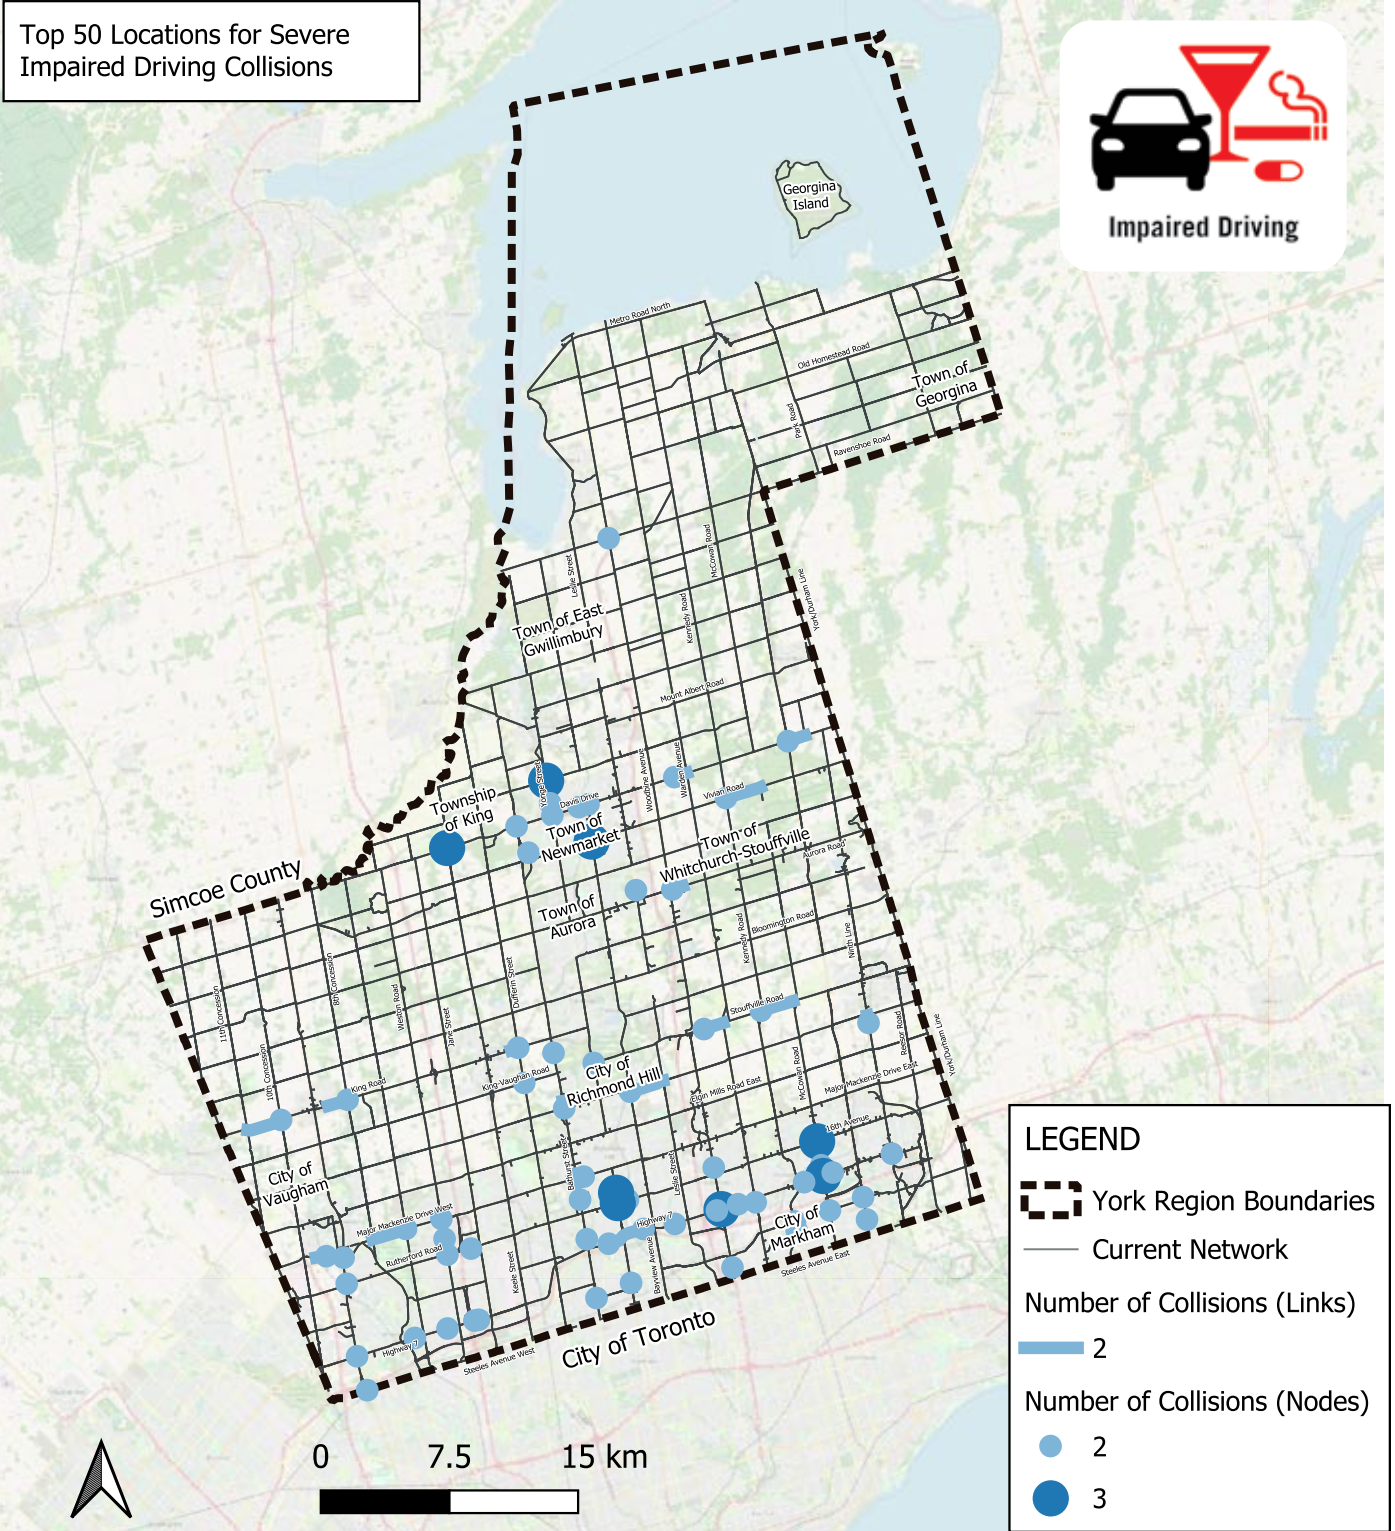 Top 50 Locations for Severe
Impaired Driving Collisions
Impaired Driving
Georgina
Island
Metro Road North
Old Homestead Road
Town of
Georgina
Park Road
Ravenshoe Road
McCowan Road
Leslie Street
York/Durham Line
Kennedy Road
Town of East
Gwillimbury
Mount Albert Road
Woodbine Avenue
Warden Avenue
Yonge Street
Davis Drive
Vivian Road
Township
of King
Town of
Newmarket
Town of
Whitchurch-Stouffville
Aurora Road
Simcoe County
Town of
Aurora
Kennedy Road
Bloomington Road
Ninth Line
8th Concession
Dufferin Street
11th Concession
Weston Road
Jane Street
Stouffville Road
Reesor Road
York/Durham Line
10th Concession
King Road
King-Vaughan Road
City of
Richmond Hill
Elgin Mills Road East
McCowan Road
Major Mackenzie Drive East
16th Avenue
Bathurst Street
Leslie Street
City of
Vaugham
Major Mackenzie Drive West
Rutherford Road
Keele Street
Highway 7
Bayview Avenue
City of
Markham
Steeles Avenue East
Highway 7
Steeles Avenue West
City of Toronto
0 7.5 15 km
LEGEND
York Region Boundaries
Current Network
Number of Collisions (Links)
2
Number of Collisions (Nodes)
2
3